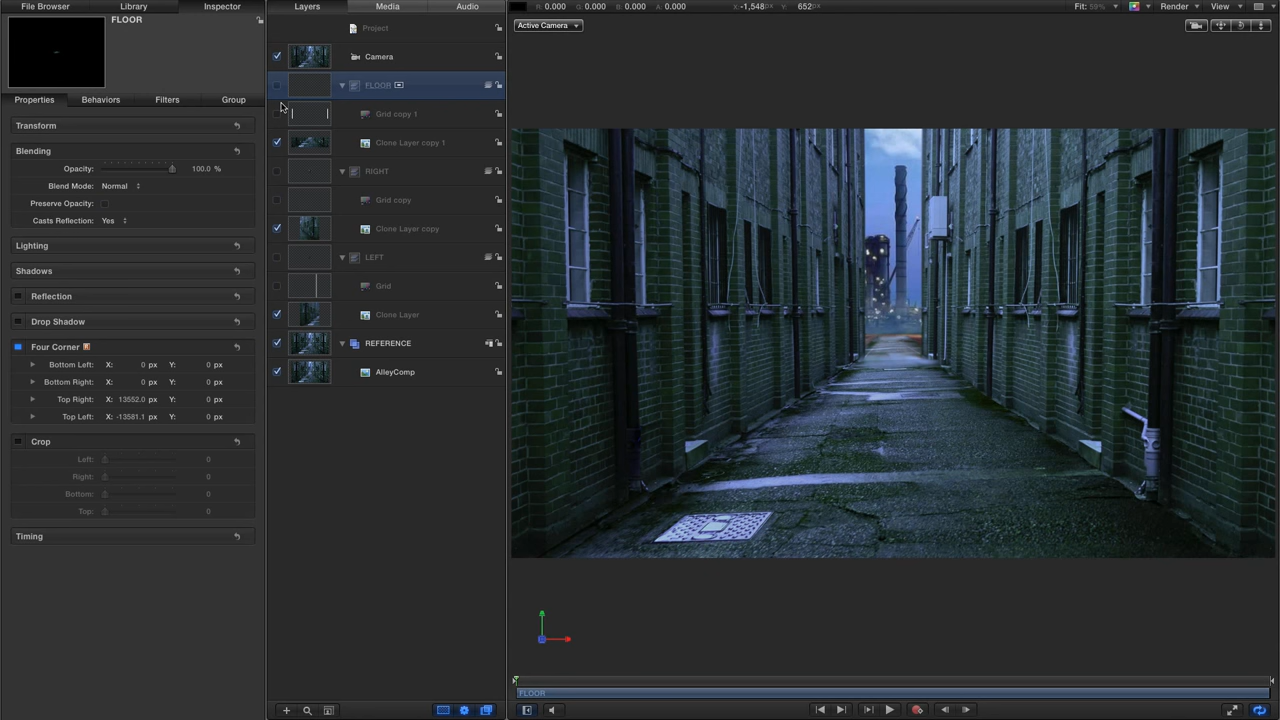 File Browser Library Inspector
FLOOR
Properties Behaviors Filters Group
Transform
Blending
Opacity: 100.0 %
Blend Mode: Normal
Preserve Opacity:
Casts Reflection: Yes
Lighting
Shadows
Reflection
Drop Shadow
Four Corner
Bottom Left: X: 0 px Y: 0 px
Bottom Right: X: 0 px Y: 0 px
Top Right: X: 13552.0 px Y: 0 px
Top Left: X: -13581.1 px Y: 0 px
Crop
Left: 0
Right: 0
Bottom: 0
Top: 0
Timing
Layers Media Audio
Project
Camera
FLOOR
Grid copy 1
Clone Layer copy 1
RIGHT
Grid copy
Clone Layer copy
LEFT
Grid
Clone Layer
REFERENCE
AlleyComp
R: 0.000 G: 0.000 B: 0.000 A: 0.000 X: -1,548px Y: 652px Fit: 59% Render View
Active Camera
FLOOR